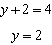 y + 2 = 4
y = 2